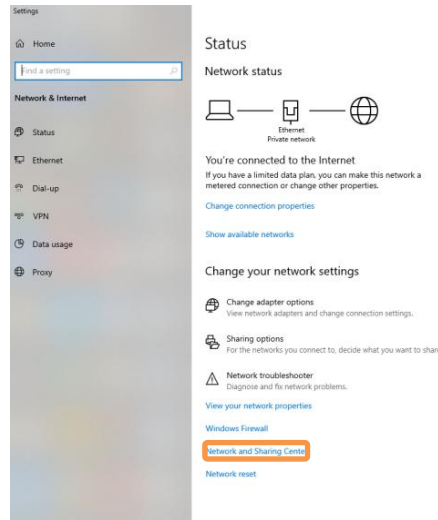 Settings
Home
Find a setting
Network & Internet
Status
Ethernet
Dial-up
VPN
Data usage
Proxy
Status
Network status
Ethernet
Private network
You're connected to the Internet
If you have a limited data plan, you can make this network a
metered connection or change other properties.
Change connection properties
Show available networks
Change your network settings
Change adapter options
View network adapters and change connection settings.
Sharing options
For the networks you connect to, decide what you want to share
Network troubleshooter
Diagnose and fix network problems.
View your network properties
Windows Firewall
Network and Sharing Center
Network reset